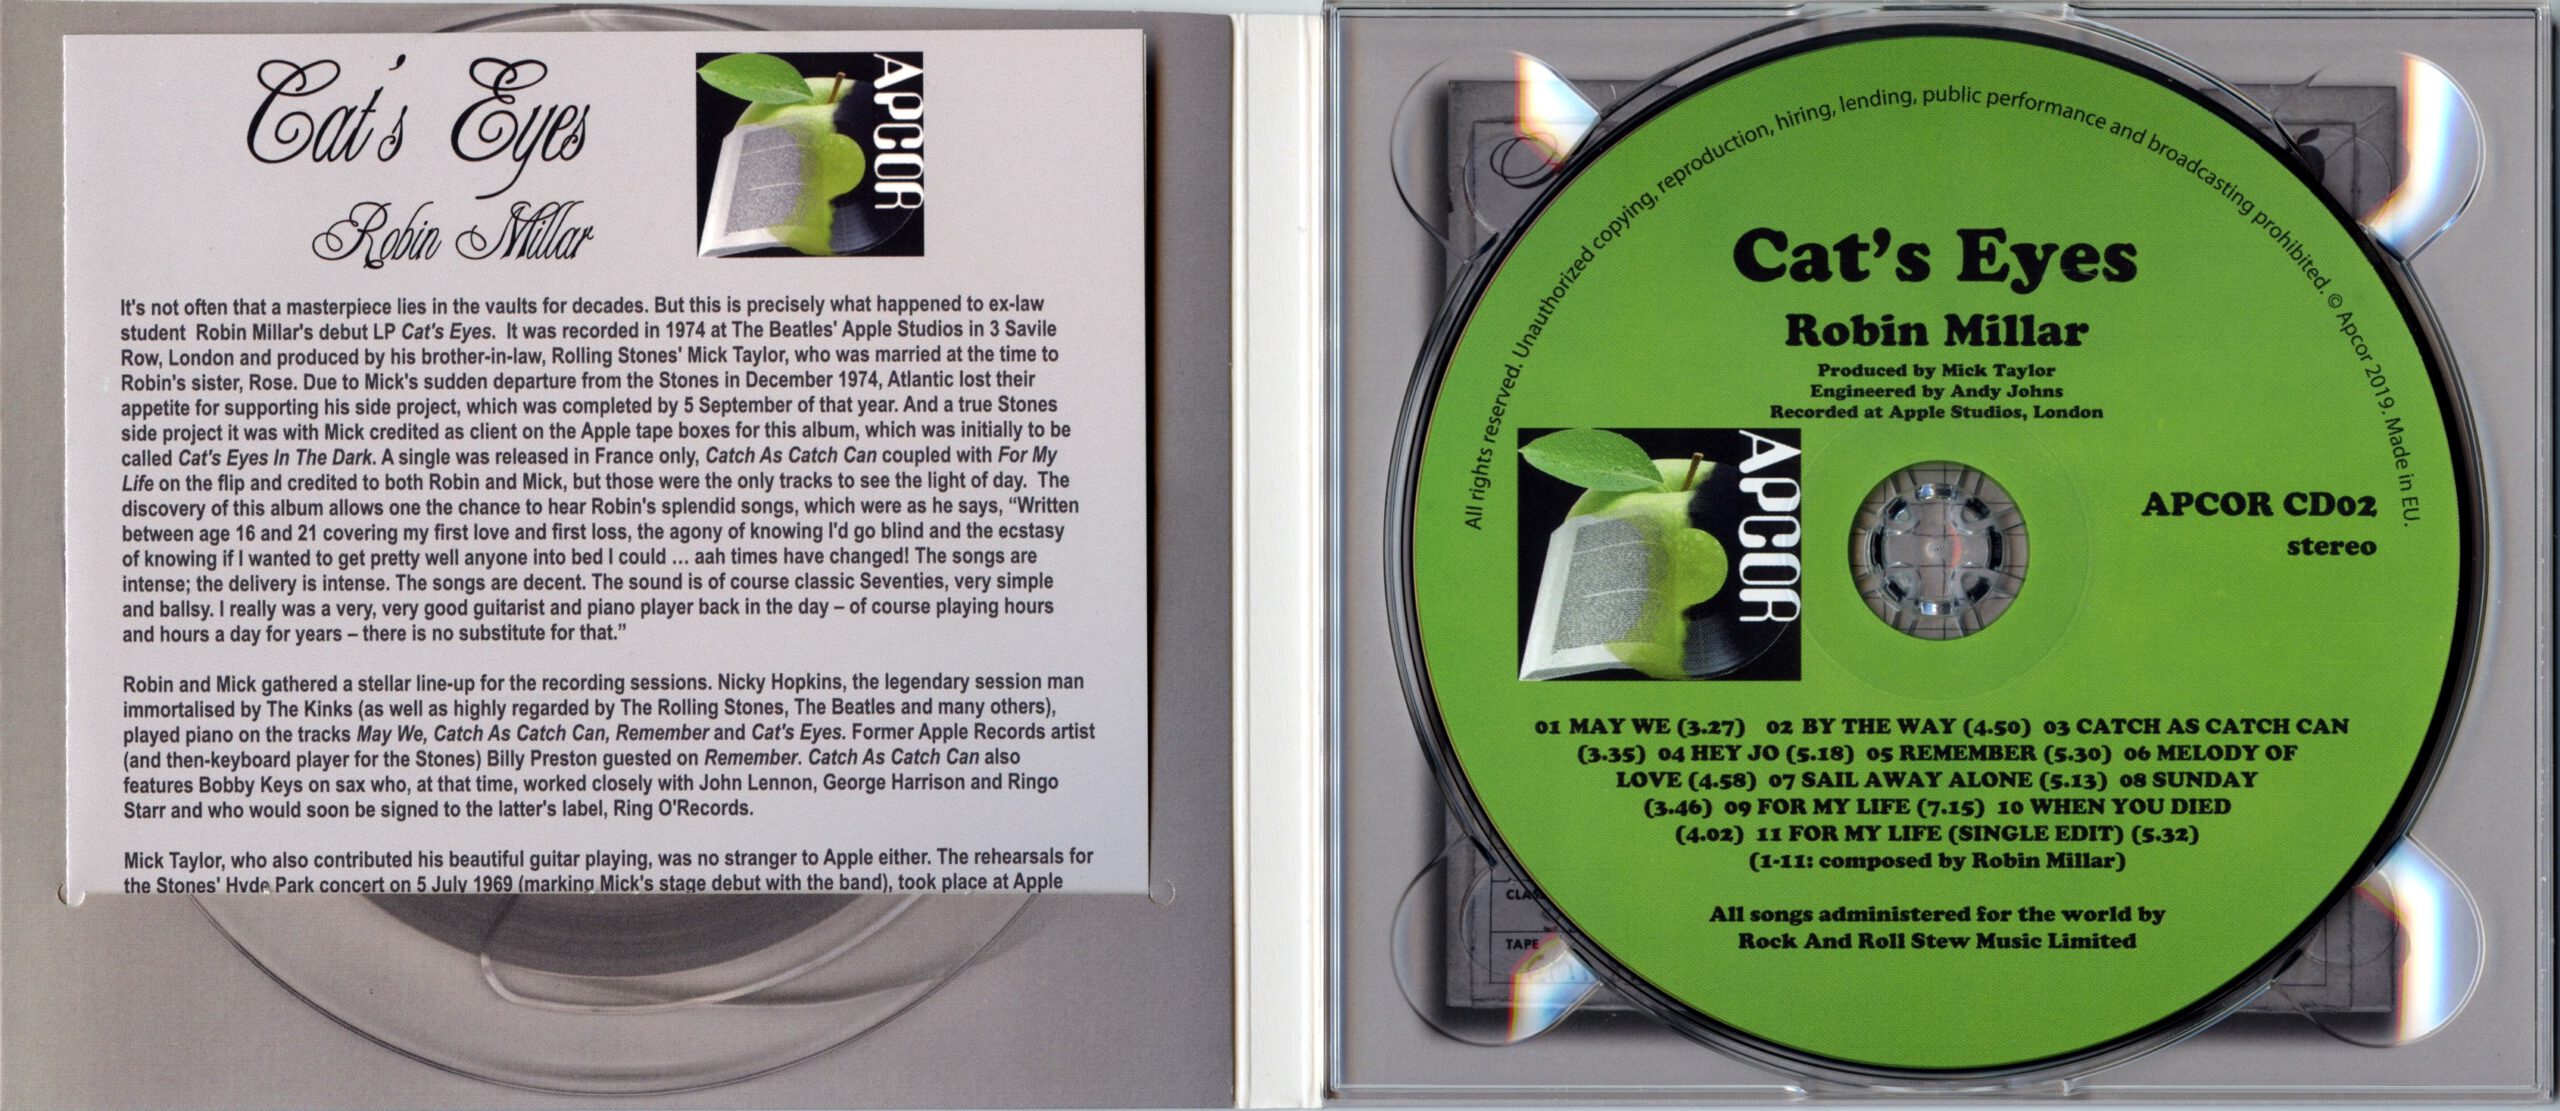 Cat's Eyes
Robin Millar
APCOR
It's not often that a masterpiece lies in the vaults for decades. But this is precisely what happened to ex-law
student Robin Millar's debut LP Cat's Eyes. It was recorded in 1974 at The Beatles' Apple Studios in 3 Savile
Row, London and produced by his brother-in-law, Rolling Stones' Mick Taylor, who was married at the time to
Robin's sister, Rose. Due to Mick's sudden departure from the Stones in December 1974, Atlantic lost their
appetite for supporting his side project, which was completed by 5 September of that year. And a true Stones
side project it was with Mick credited as client on the Apple tape boxes for this album, which was initially to be
called Cat's Eyes In The Dark. A single was released in France only, Catch As Catch Can coupled with For My
Life on the flip and credited to both Robin and Mick, but those were the only tracks to see the light of day. The
discovery of this album allows one the chance to hear Robin's splendid songs, which were as he says, “Written
between age 16 and 21 covering my first love and first loss, the agony of knowing I'd go blind and the ecstasy
of knowing if I wanted to get pretty well anyone into bed I could ... aah times have changed! The songs are
intense; the delivery is intense. The songs are decent. The sound is of course classic Seventies, very simple
and ballsy. I really was a very, very good guitarist and piano player back in the day – of course playing hours
and hours a day for years – there is no substitute for that.”
Robin and Mick gathered a stellar line-up for the recording sessions. Nicky Hopkins, the legendary session man
immortalised by The Kinks (as well as highly regarded by The Rolling Stones, The Beatles and many others),
played piano on the tracks May We, Catch As Catch Can, Remember and Cat's Eyes. Former Apple Records artist
(and then-keyboard player for the Stones) Billy Preston guested on Remember. Catch As Catch Can also
features Bobby Keys on sax who, at that time, worked closely with John Lennon, George Harrison and Ringo
Starr and who would soon be signed to the latter's label, Ring O'Records.
Mick Taylor, who also contributed his beautiful guitar playing, was no stranger to Apple either. The rehearsals for
the Stones' Hyde Park concert on 5 July 1969 (marking Mick's stage debut with the band), took place at Apple
All rights reserved. Unauthorized copying, reproduction, hiring, lending, public performance and broadcasting prohibited. © Apcor 2019. Made in EU.
Cat’s Eyes
Robin Millar
Produced by Mick Taylor
Engineered by Andy Johns
Recorded at Apple Studios, London
APCOR
APCOR CD02
stereo
01 MAY WE (3.27) 02 BY THE WAY (4.50) 03 CATCH AS CATCH CAN
(3.35) 04 HEY JO (5.18) 05 REMEMBER (5.30) 06 MELODY OF
LOVE (4.58) 07 SAIL AWAY ALONE (5.13) 08 SUNDAY
(3.46) 09 FOR MY LIFE (7.15) 10 WHEN YOU DIED
(4.02) 11 FOR MY LIFE (SINGLE EDIT) (5.32)
(1-11: composed by Robin Millar)
All songs administered for the world by
Rock And Roll Stew Music Limited
TAPE